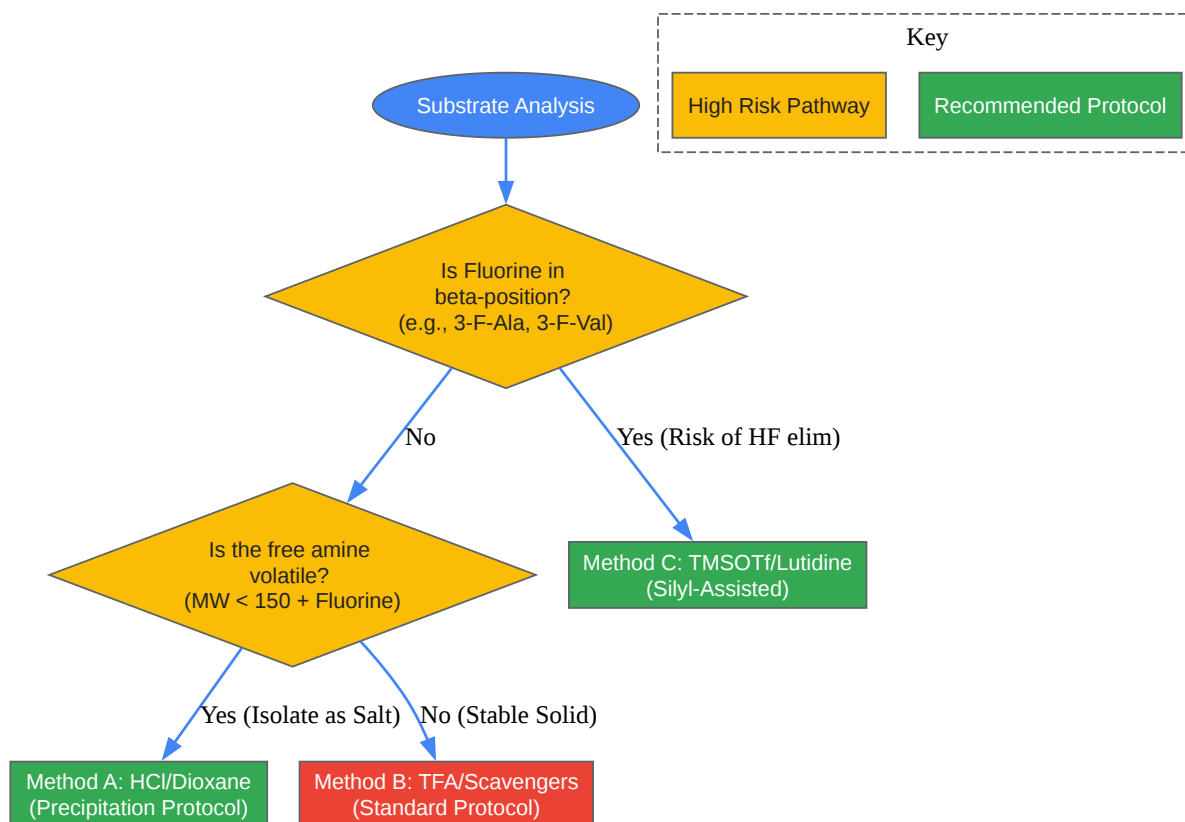 Key
High Risk Pathway
Recommended Protocol
Substrate Analysis
Is Fluorine in
beta-position?
(e.g., 3-F-Ala, 3-F-Val)
No
Yes (Risk of HF elim)
Is the free amine
volatile?
(MW < 150 + Fluorine)
Method C: TMSOTf/Lutidine
(Silyl-Assisted)
Yes (Isolate as Salt)
No (Stable Solid)
Method A: HCl/Dioxane
(Precipitation Protocol)
Method B: TFA/Scavengers
(Standard Protocol)